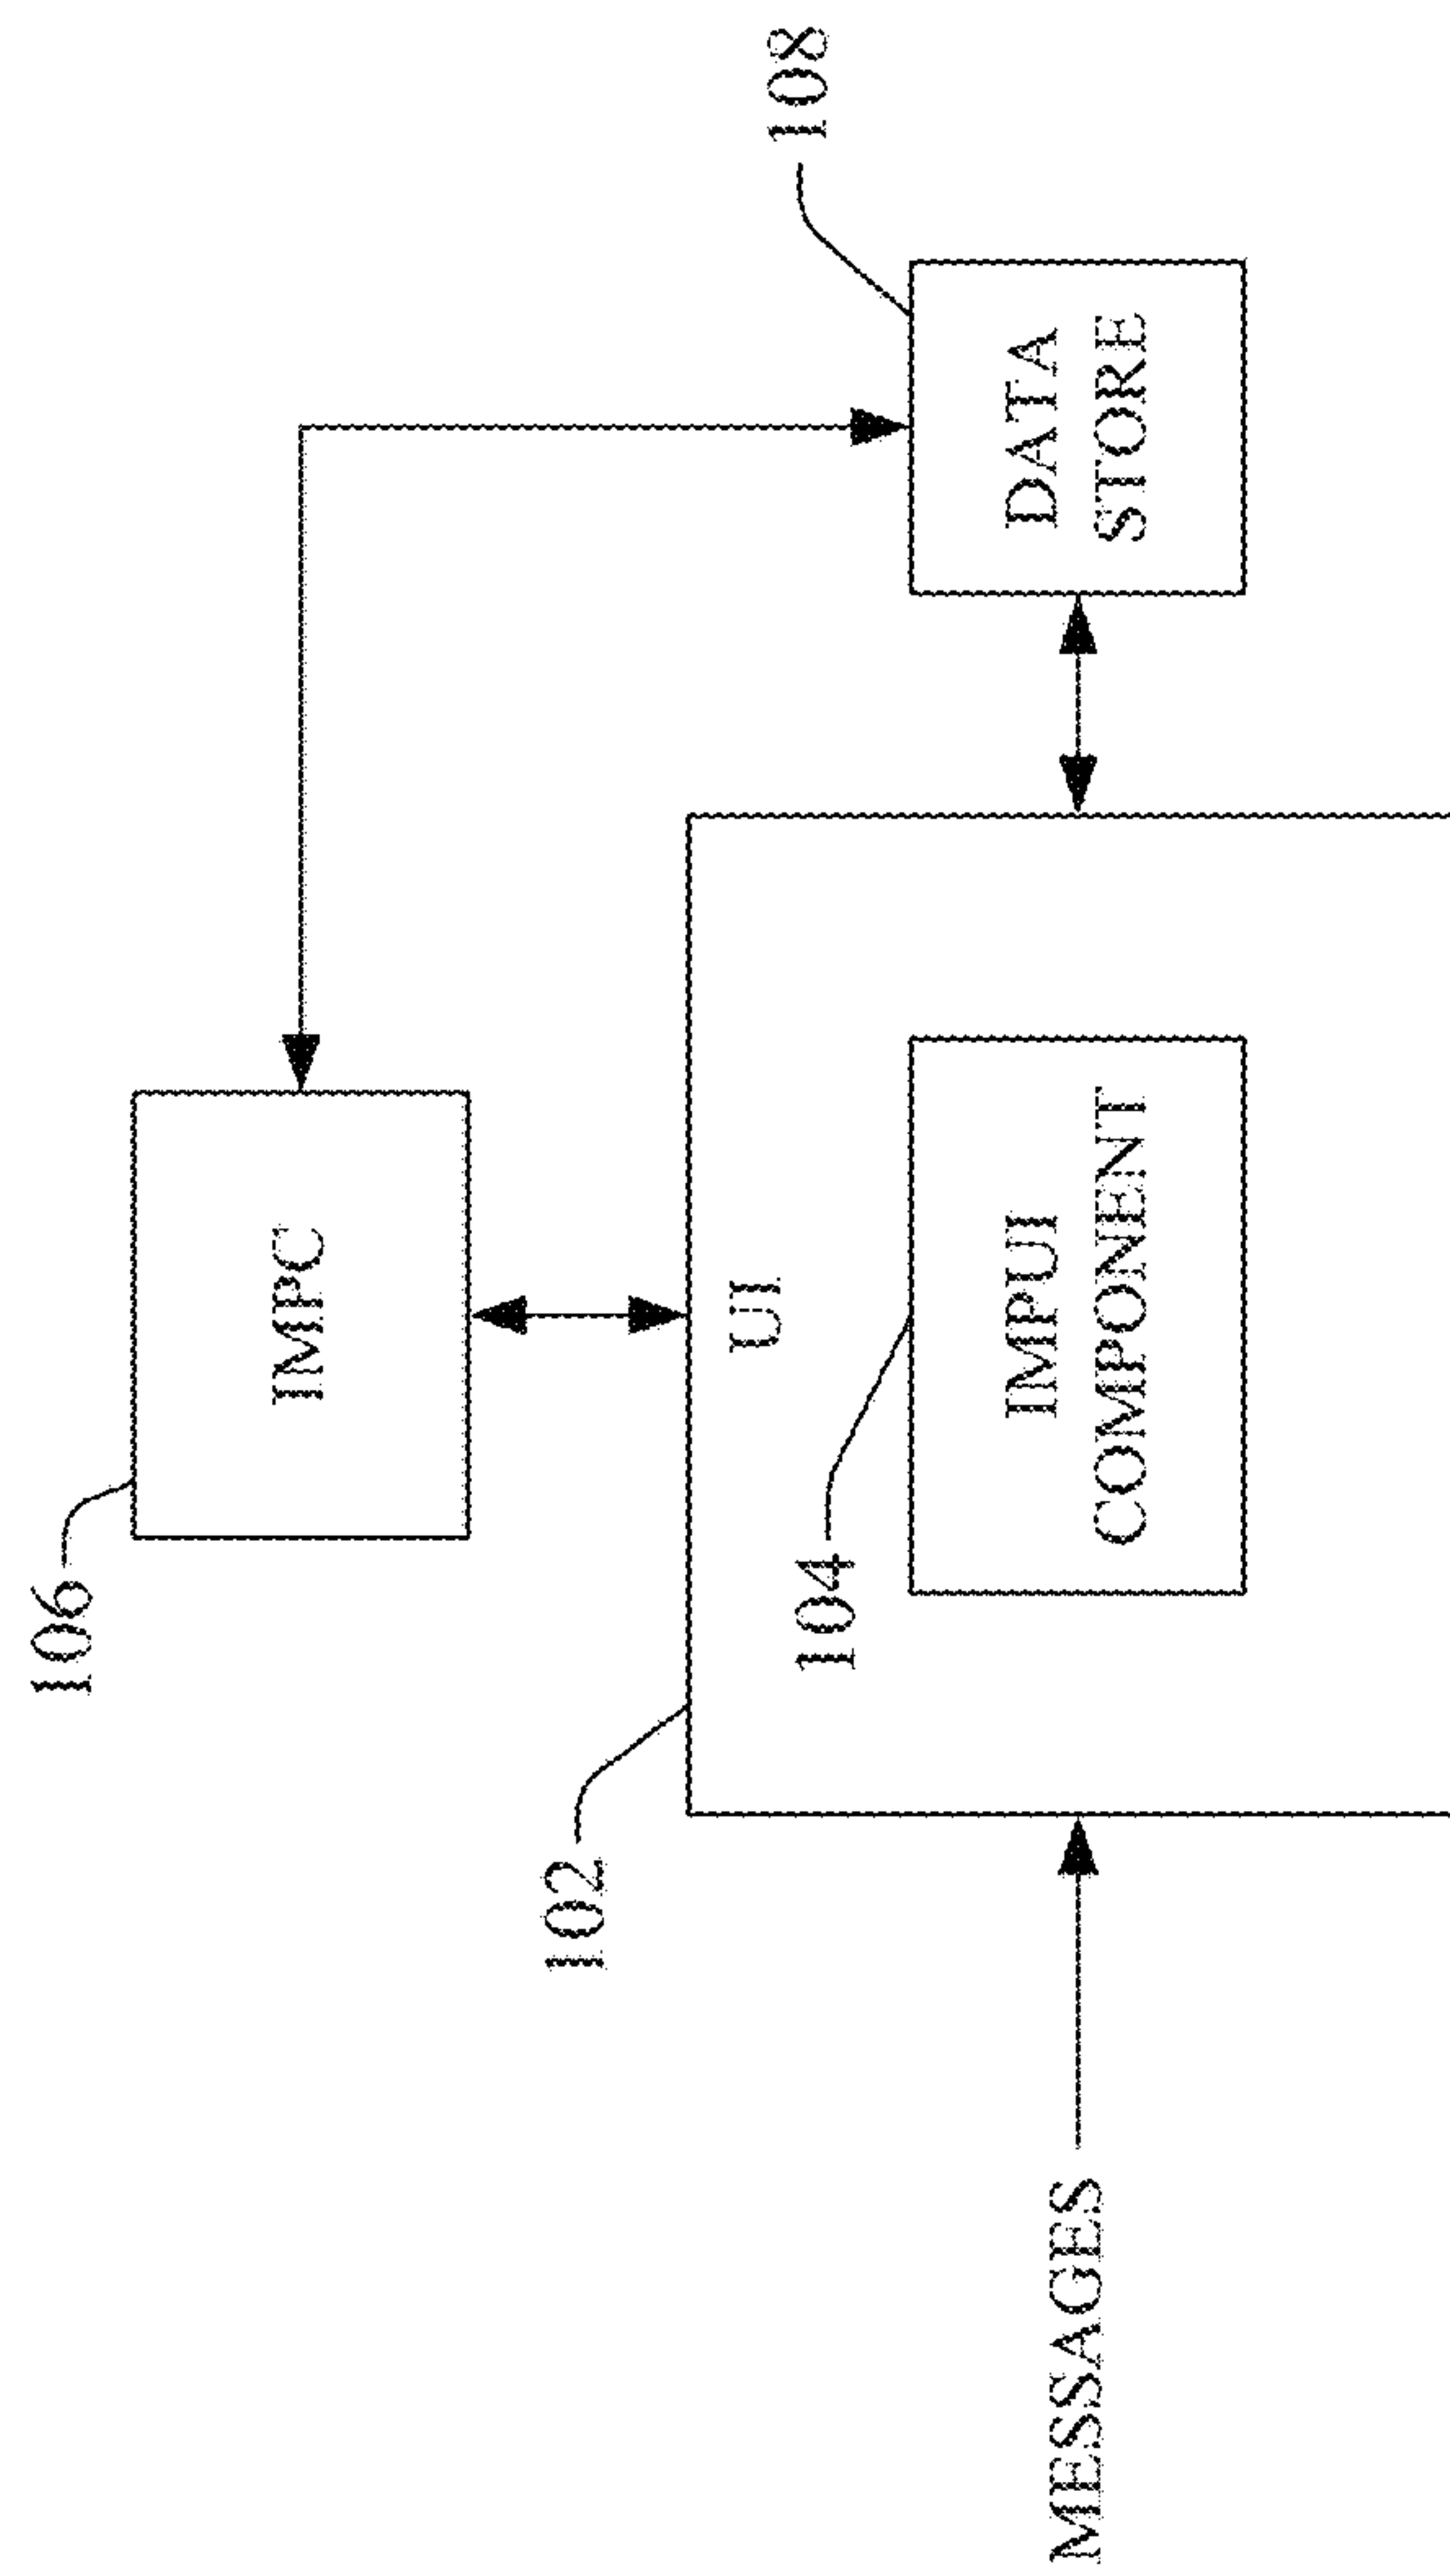 106
IMPC
108
102
UI
104
IMPUI
COMPONENT
DATA
STORE
MESSAGES